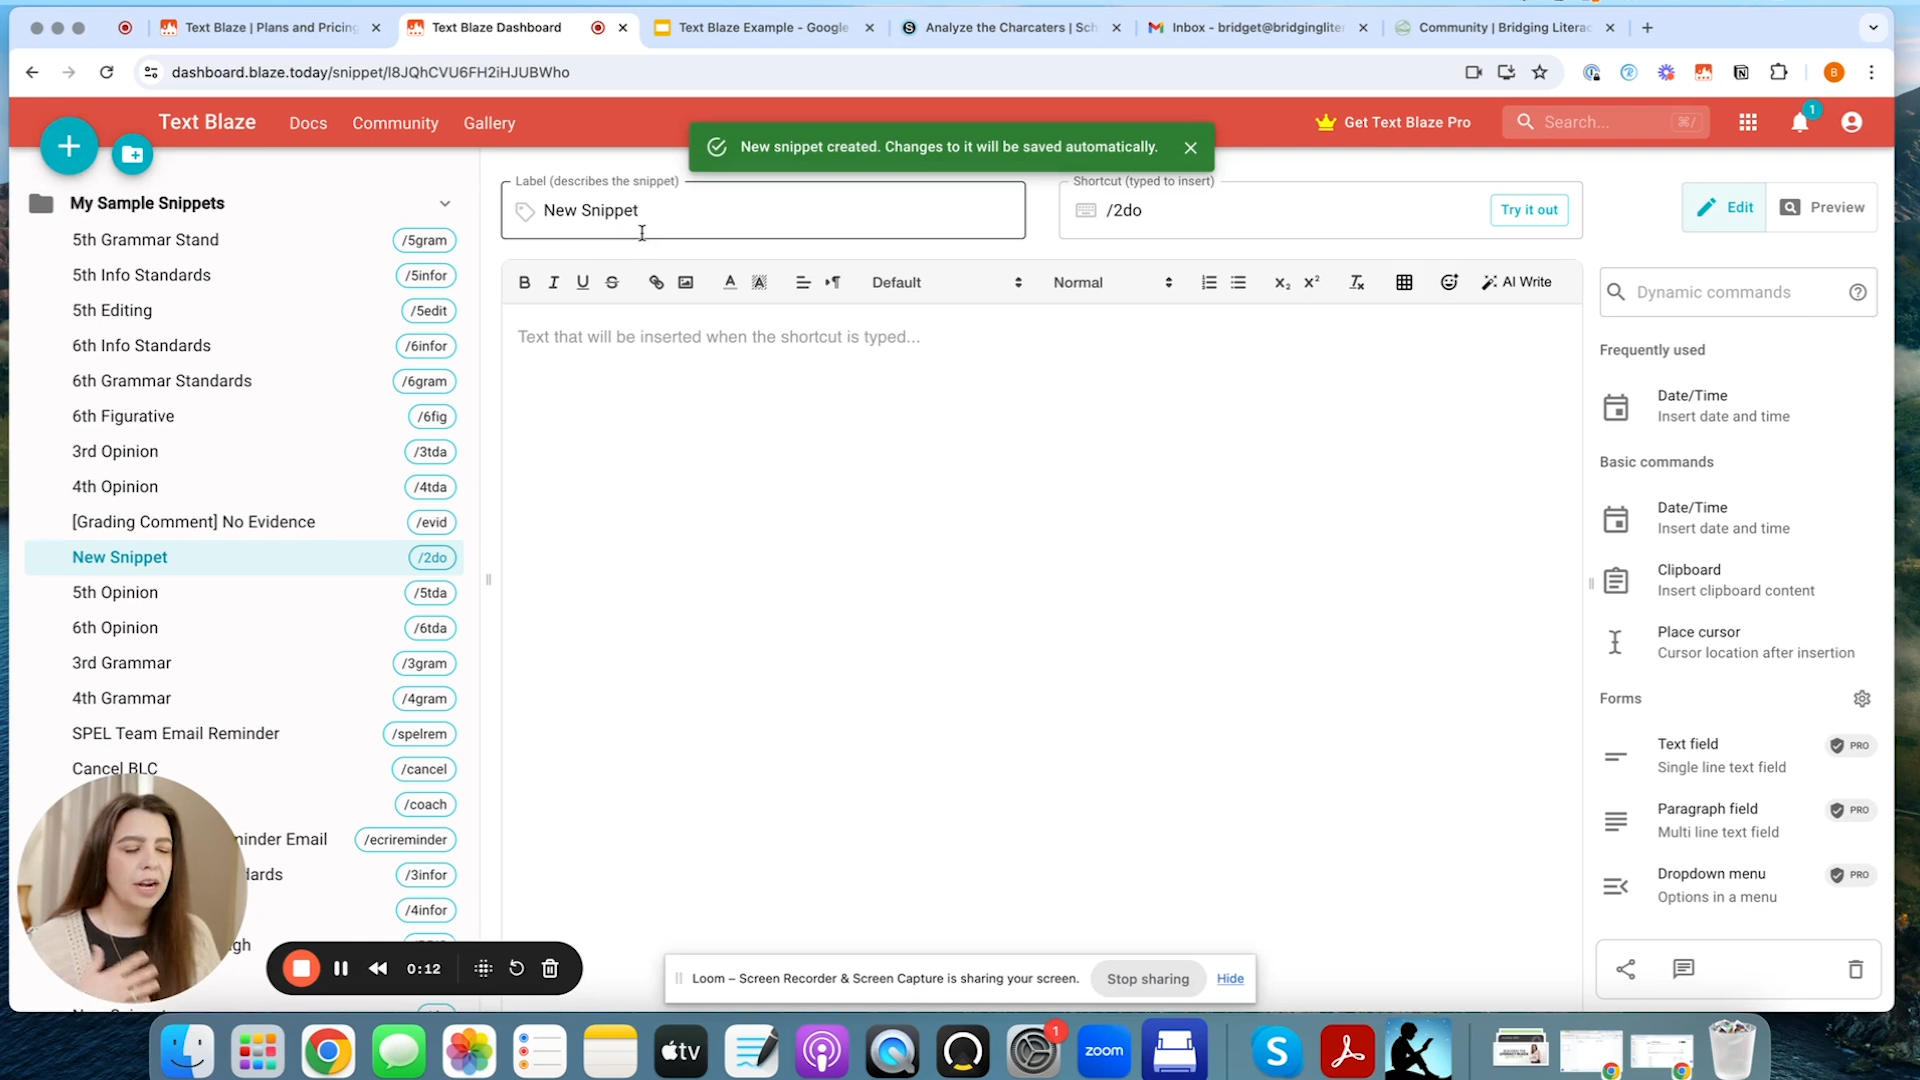 Text Blaze | Plans and Pricing
Text Blaze Dashboard
Text Blaze Example - Google
Analyze the Charcaters | Sch
Inbox - bridget@bridginglite
Community | Bridging Literac
dashboard.blaze.today/snippet/l8JQhCVU6FH2iHJUBWho
B
Text Blaze
Docs
Community
Gallery
Get Text Blaze Pro
Search...
⌘/
1
New snippet created. Changes to it will be saved automatically.
Label (describes the snippet)
New Snippet
Shortcut (typed to insert)
/2do
Try it out
Edit
Preview
My Sample Snippets
5th Grammar Stand /5gram
5th Info Standards /5infor
5th Editing /5edit
6th Info Standards /6infor
6th Grammar Standards /6gram
6th Figurative /6fig
3rd Opinion /3tda
4th Opinion /4tda
[Grading Comment] No Evidence /evid
New Snippet /2do
5th Opinion /5tda
6th Opinion /6tda
3rd Grammar /3gram
4th Grammar /4gram
SPEL Team Email Reminder /spelrem
Cancel BLC /cancel
/coach
minder Email /ecrireminder
dards /3infor
/4infor
gh
B I U S
A
Default
Normal
AI Write
Text that will be inserted when the shortcut is typed...
Dynamic commands
Frequently used
Date/Time
Insert date and time
Basic commands
Date/Time
Insert date and time
Clipboard
Insert clipboard content
Place cursor
Cursor location after insertion
Forms
Text field
PRO
Single line text field
Paragraph field
PRO
Multi line text field
Dropdown menu
PRO
Options in a menu
0:12
Loom – Screen Recorder & Screen Capture is sharing your screen.
Stop sharing
Hide
tv
1
zoom
S